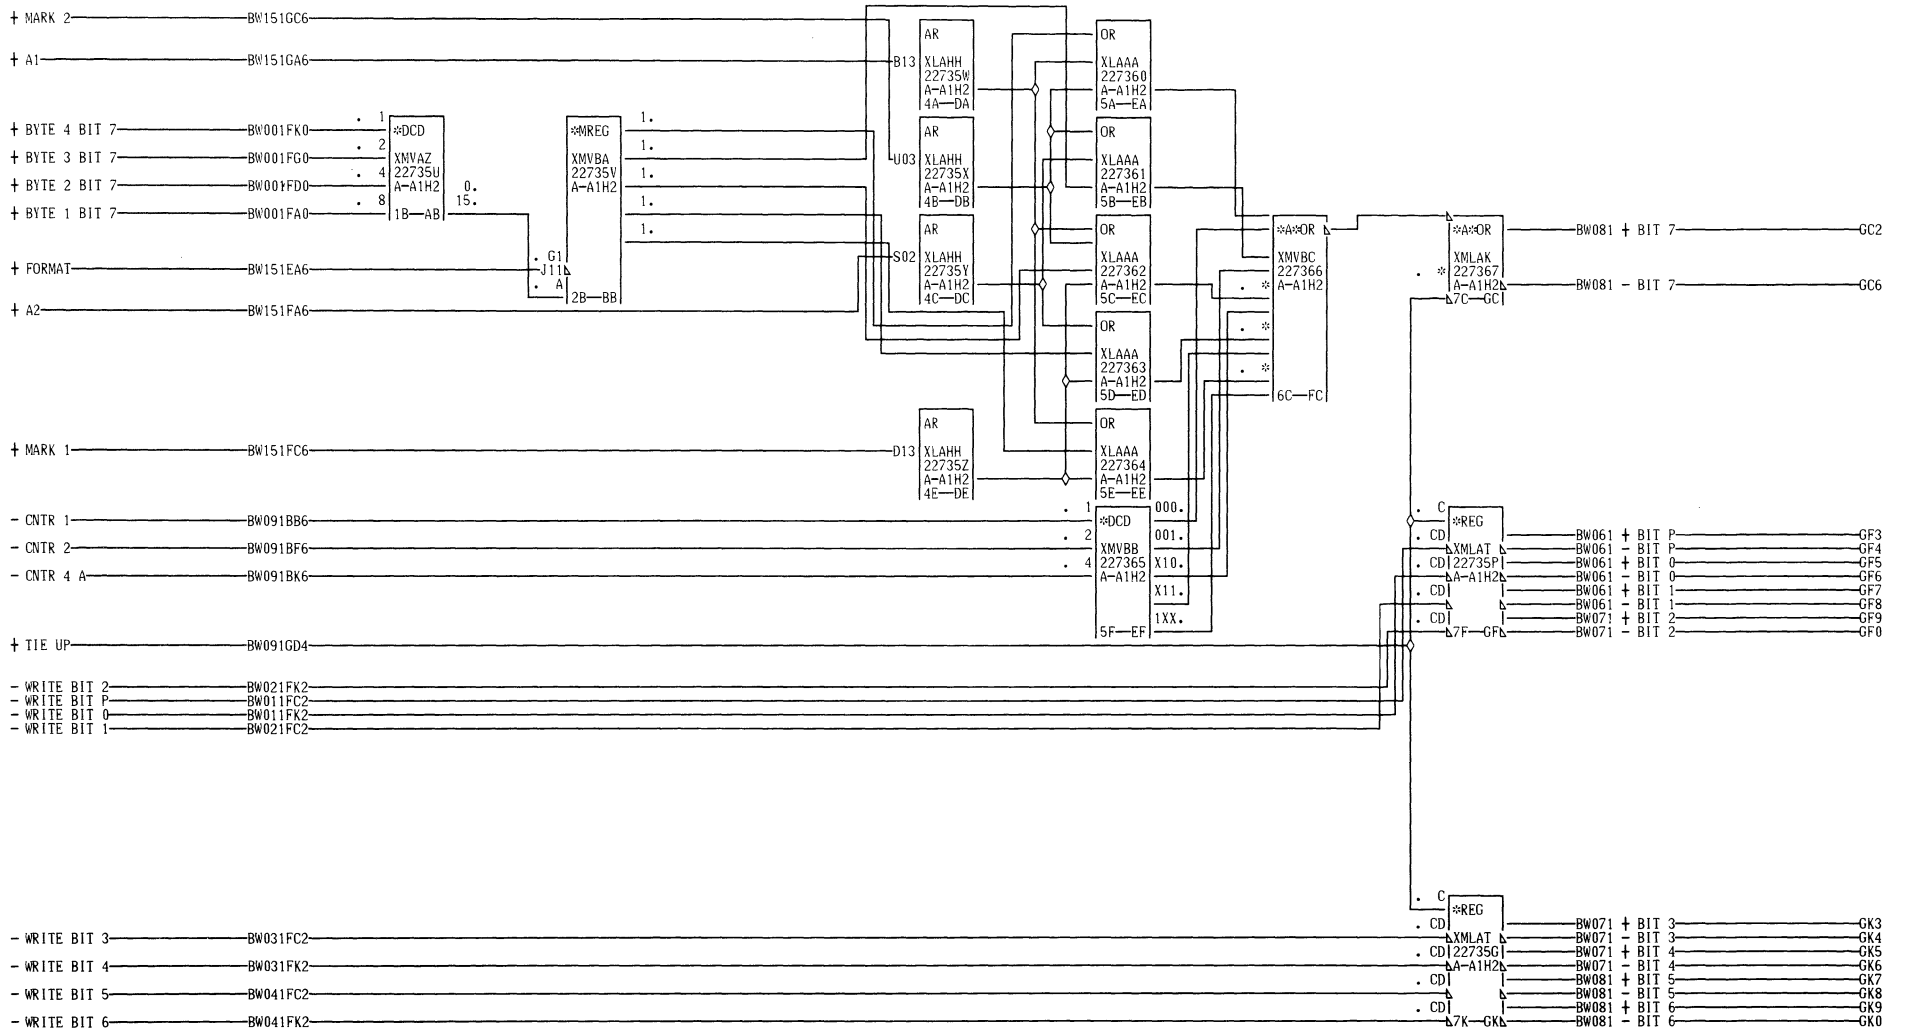 + MARK 2 BW151GC6
+ A1 BW151GA6
+ BYTE 4 BIT 7 BW001FK0
+ BYTE 3 BIT 7 BW001FG0
+ BYTE 2 BIT 7 BW001FD0
+ BYTE 1 BIT 7 BW001FA0
+ FORMAT BW151EA6
+ A2 BW151FA6
+ MARK 1 BW151FC6
- CNTR 1 BW091BB6
- CNTR 2 BW091BF6
- CNTR 4 A BW091BK6
+ TIE UP BW091GD4
- WRITE BIT 2 BW021FK2
- WRITE BIT P BW011FC2
- WRITE BIT 0 BW011FK2
- WRITE BIT 1 BW021FC2
- WRITE BIT 3 BW031FC2
- WRITE BIT 4 BW031FK2
- WRITE BIT 5 BW041FC2
- WRITE BIT 6 BW041FK2
. 1
. 2
. 4
. 8
*DCD
XMVAZ
22735U
A-A1H2
1B—AB
0.
15.
. G1
J11
. A
*MREG
XMVBA
22735V
A-A1H2
2B—BB
1.
1.
1.
1.
1.
B13
AR
XLAHH
22735W
A-A1H2
4A—DA
U03
AR
XLAHH
22735X
A-A1H2
4B—DB
S02
AR
XLAHH
22735Y
A-A1H2
4C—DC
D13
AR
XLAHH
22735Z
A-A1H2
4E—DE
OR
XLAAA
227360
A-A1H2
5A—EA
OR
XLAAA
227361
A-A1H2
5B—EB
OR
XLAAA
227362
A-A1H2
5C—EC
OR
XLAAA
227363
A-A1H2
5D—ED
OR
XLAAA
227364
A-A1H2
5E—EE
. 1
. 2
. 4
*DCD
XMVBB
227365
A-A1H2
5F—EF
000.
001.
X10.
X11.
1XX.
*A*OR
XMVBC
227366
A-A1H2
6C—FC
. *
. *
. *
*A*OR
XMLAK
. * 227367
A-A1H2
7C—GC
BW081 + BIT 7 GC2
BW081 - BIT 7 GC6
. C
*REG
. CD
XMLAT
. CD 22735P
A-A1H2
. CD
. CD
7F—GF
BW061 + BIT P GF3
BW061 - BIT P GF4
BW061 + BIT 0 GF5
BW061 - BIT 0 GF6
BW061 + BIT 1 GF7
BW061 - BIT 1 GF8
BW071 + BIT 2 GF9
BW071 - BIT 2 GF0
. C
*REG
. CD
XMLAT
. CD 22735G
A-A1H2
. CD
. CD
7K—GK
BW071 + BIT 3 GK3
BW071 - BIT 3 GK4
BW071 + BIT 4 GK5
BW071 - BIT 4 GK6
BW081 + BIT 5 GK7
BW081 - BIT 5 GK8
BW081 + BIT 6 GK9
BW081 - BIT 6 GK0